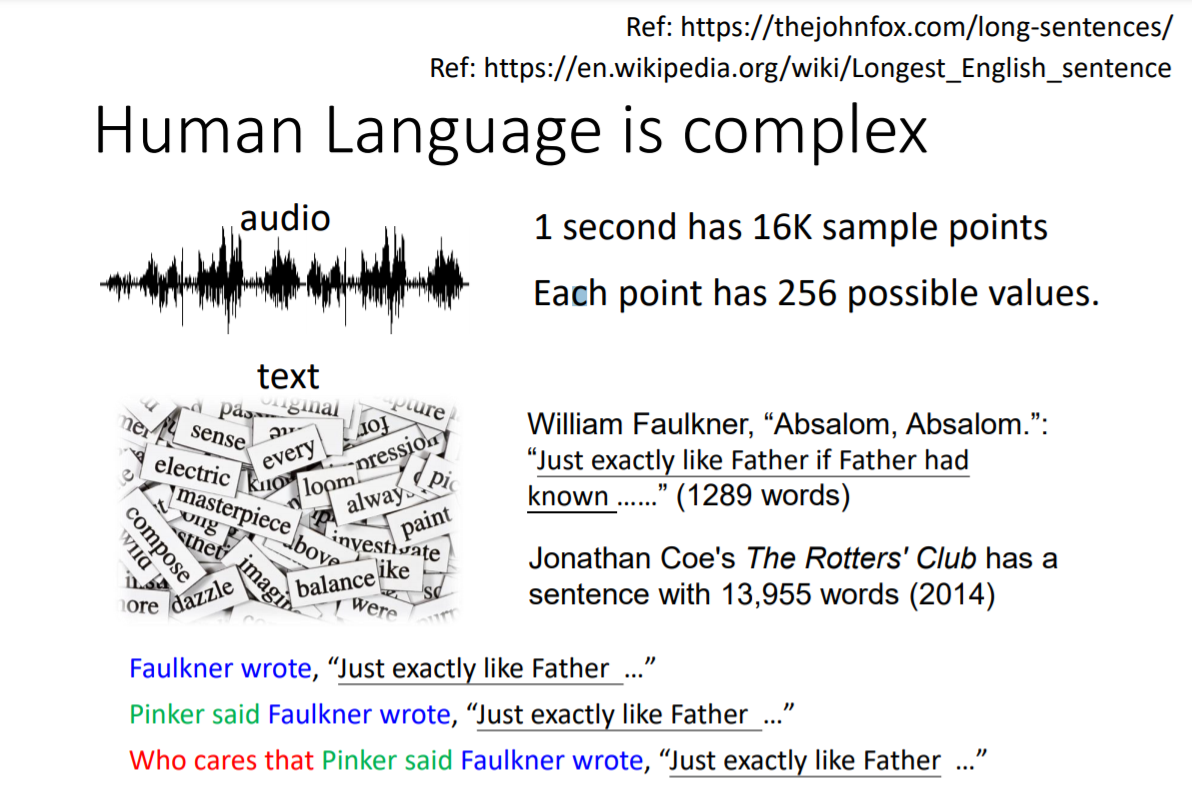 Ref: https://thejohnfox.com/long-sentences/
Ref: https://en.wikipedia.org/wiki/Longest_English_sentence
Human Language is complex
audio
1 second has 16K sample points
Each point has 256 possible values.
text
sense
every
electric
loom
always
masterpiece
paint
compose
investigate
balance
dazzle
were
William Faulkner, “Absalom, Absalom.”:
“Just exactly like Father if Father had
known ......” (1289 words)
Jonathan Coe's The Rotters' Club has a
sentence with 13,955 words (2014)
Faulkner wrote, “Just exactly like Father ...”
Pinker said Faulkner wrote, “Just exactly like Father ...”
Who cares that Pinker said Faulkner wrote, “Just exactly like Father ...”